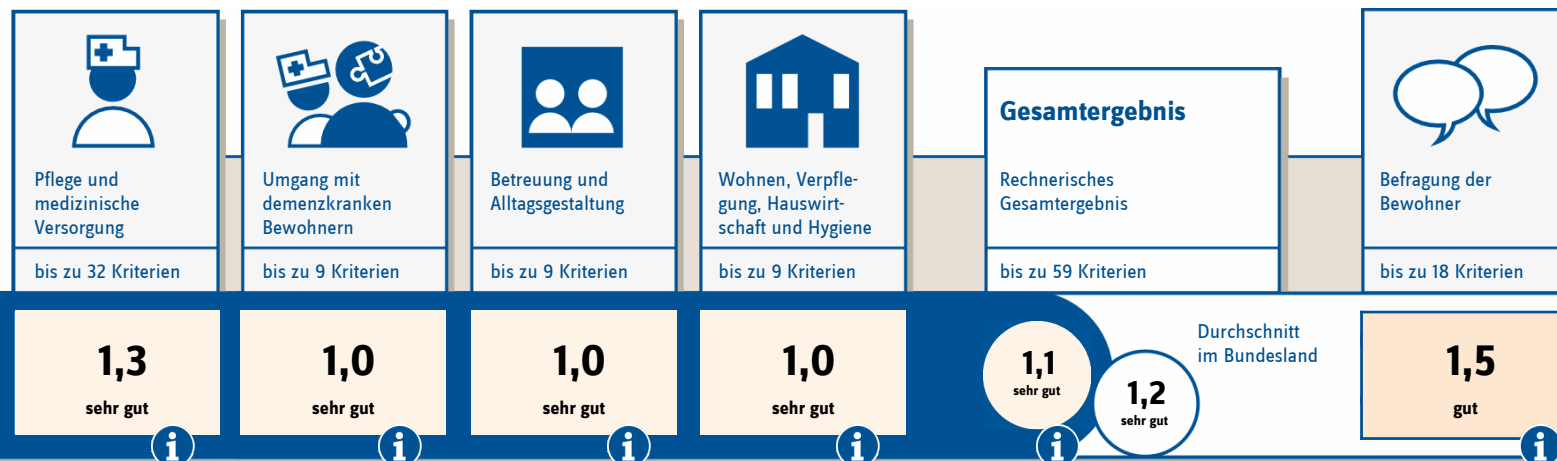 Pflege und
medizinische
Versorgung
bis zu 32 Kriterien
1,3
sehr gut
i
Umgang mit
demenzkranken
Bewohnern
bis zu 9 Kriterien
1,0
sehr gut
i
Betreuung und
Alltagsgestaltung
bis zu 9 Kriterien
1,0
sehr gut
i
Wohnen, Verpfle-
gung, Hauswirt-
schaft und Hygiene
bis zu 9 Kriterien
1,0
sehr gut
i
Gesamtergebnis
Rechnerisches
Gesamtergebnis
bis zu 59 Kriterien
1,1
sehr gut
i
Durchschnitt
im Bundesland
1,2
sehr gut
Befragung der
Bewohner
bis zu 18 Kriterien
1,5
gut
i